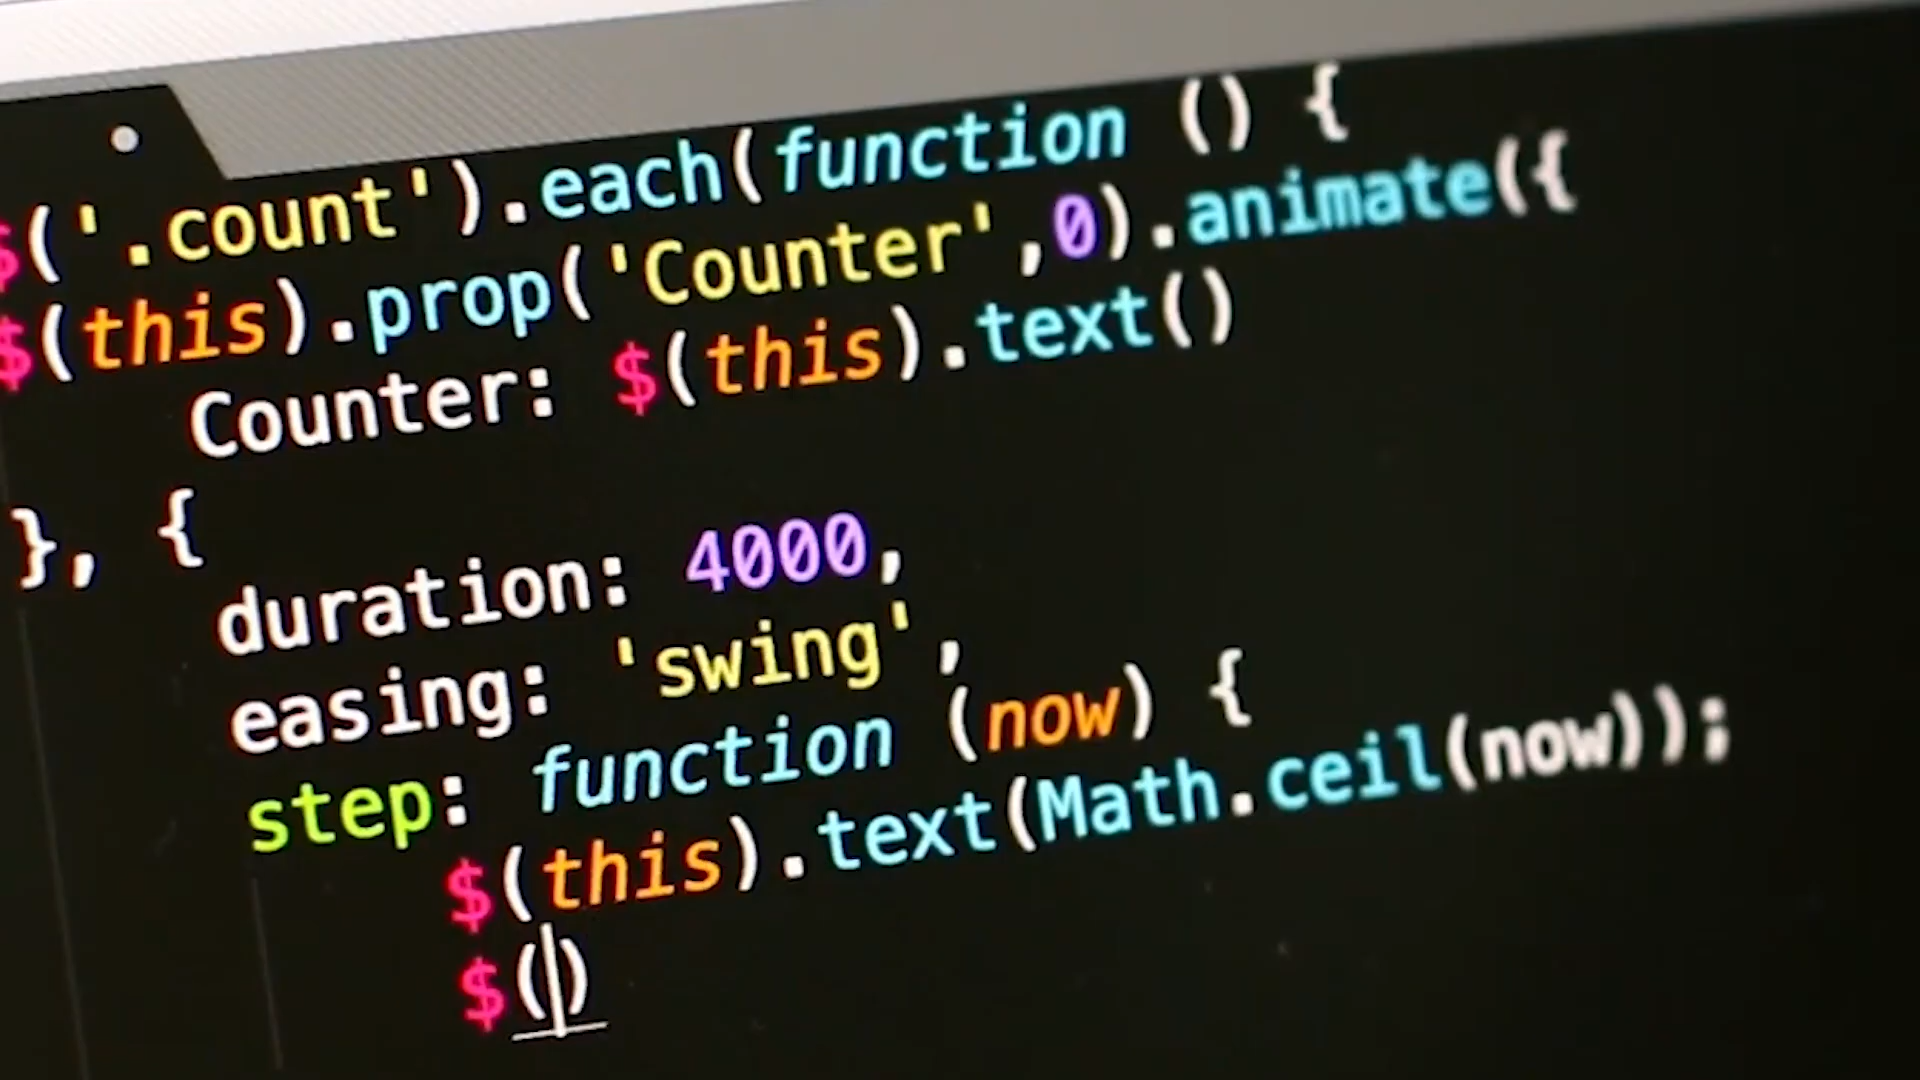 $('.count').each(function () {
$(this).prop('Counter',0).animate({
Counter: $(this).text()
}, {
duration: 4000,
easing: 'swing',
step: function (now) {
$(this).text(Math.ceil(now));
$()